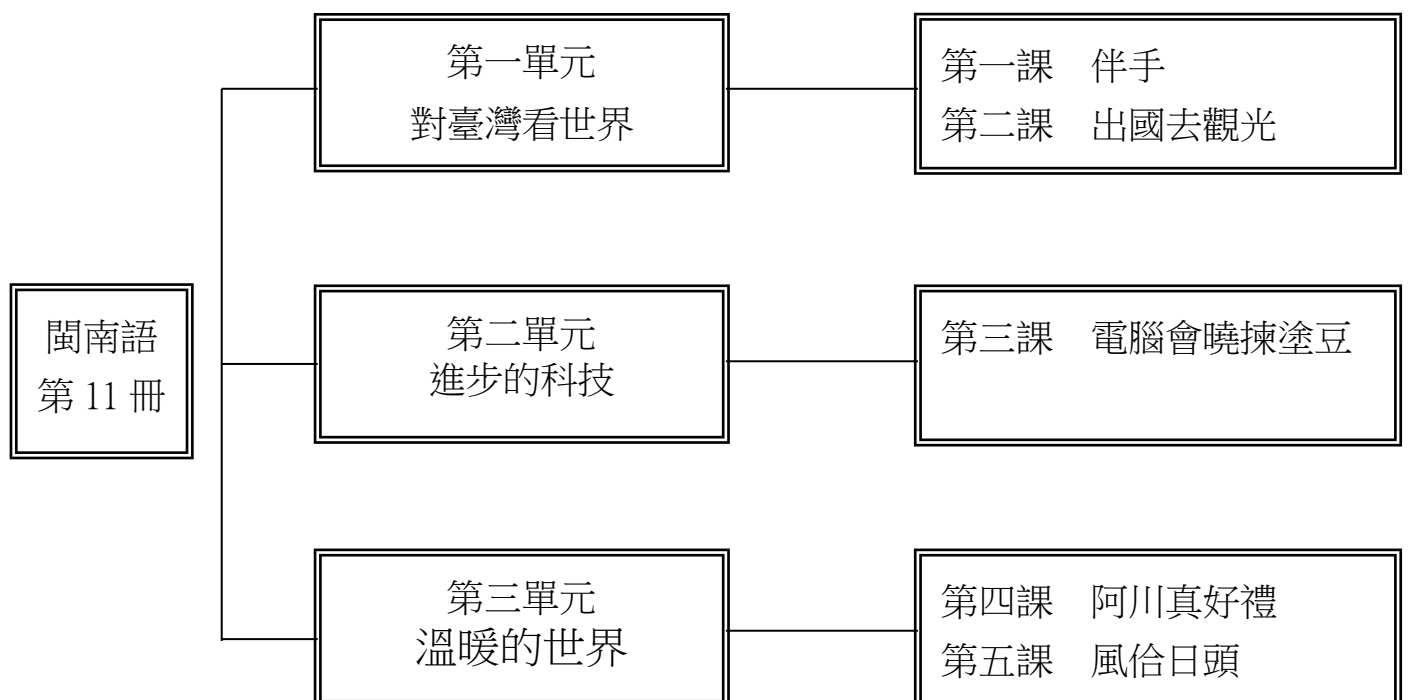 閩南語
第 11 冊
第一單元
對臺灣看世界
第一課　伴手
第二課　出國去觀光
第二單元
進步的科技
第三課　電腦會曉揀塗豆
第三單元
溫暖的世界
第四課　阿川真好禮
第五課　風佮日頭